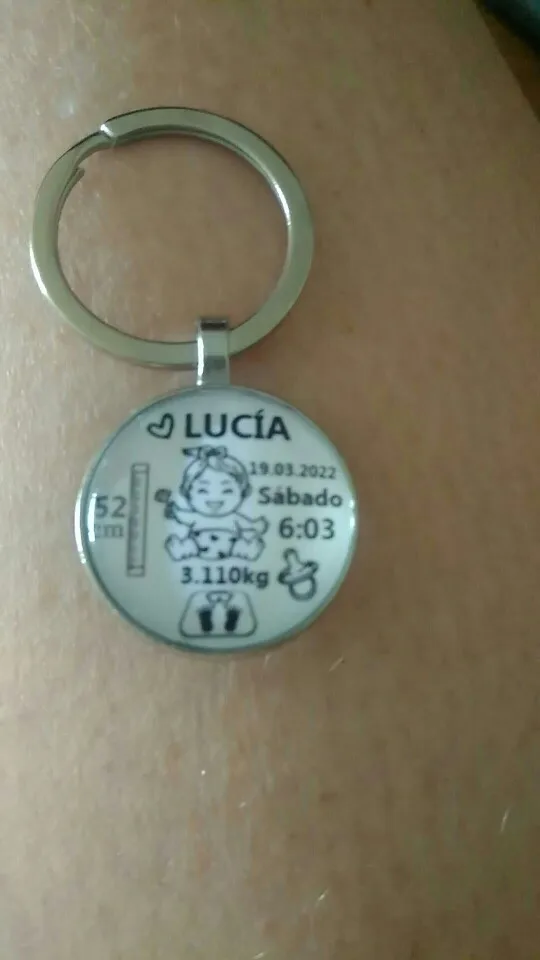 LUCÍA
19.03.2022
Sábado
52
cm
6:03
3.110kg